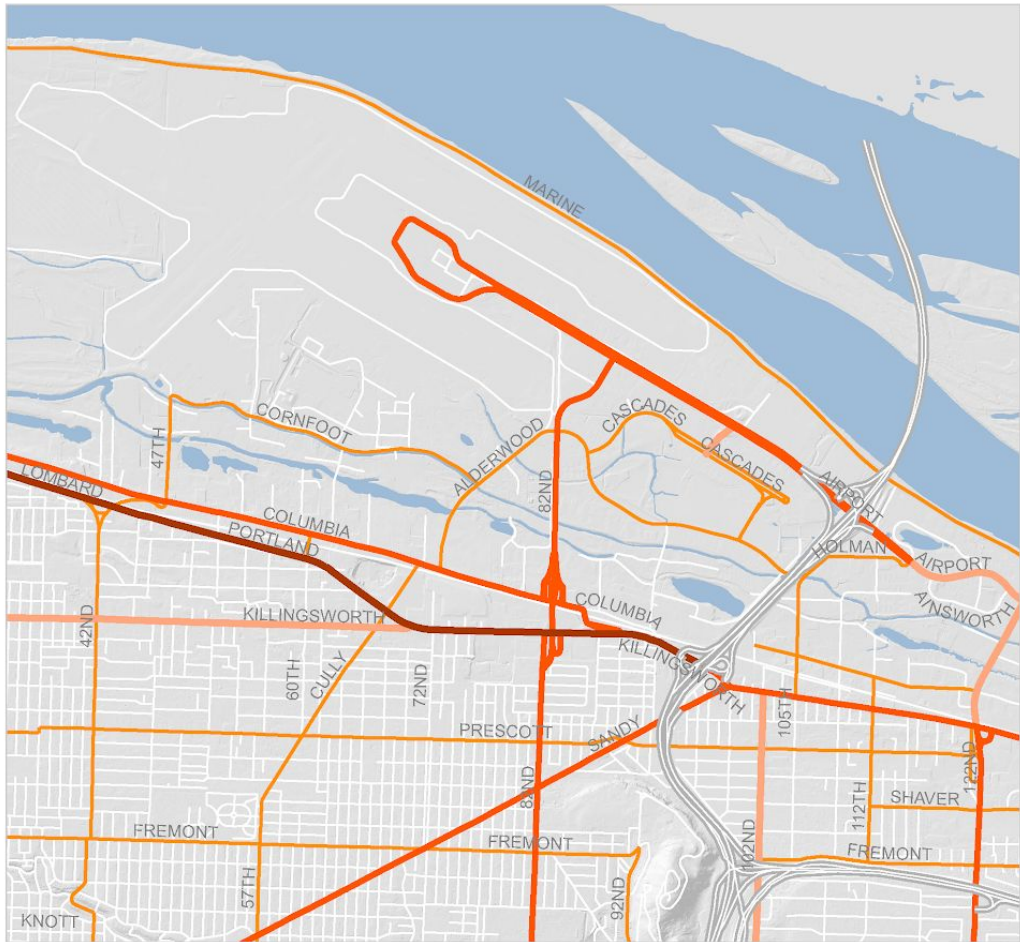 MARINE
CASCADES
CORNFOOT
ALDERWOOD
CASCADES
47TH
LOMBARD
82ND
AIRPORT
COLUMBIA
PORTLAND
HOLMAN
AIRPORT
AINSWORTH
COLUMBIA
KILLINGSWORTH
42ND
KILLINGSWORTH
60TH
CULLY
72ND
105TH
PRESCOTT
SANDY
122ND
82ND
SHAVER
112TH
FREMONT
FREMONT
102ND
FREMONT
57TH
92ND
KNOTT